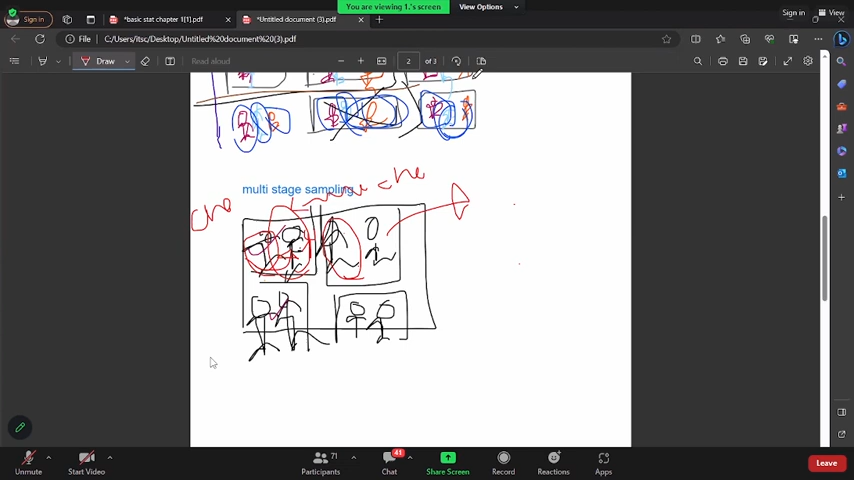 You are viewing 1.'s screen
View Options
Sign in
*basic stat chapter 1[1].pdf
*Untitled document (3).pdf
Sign in
View
File
C:/Users/itsc/Desktop/Untitled%20document%20(3).pdf
Draw
Read aloud
2
of 3
multi stage sampling
che
Unmute
Start Video
71
Participants
41
Chat
Share Screen
Record
Reactions
Apps
Leave